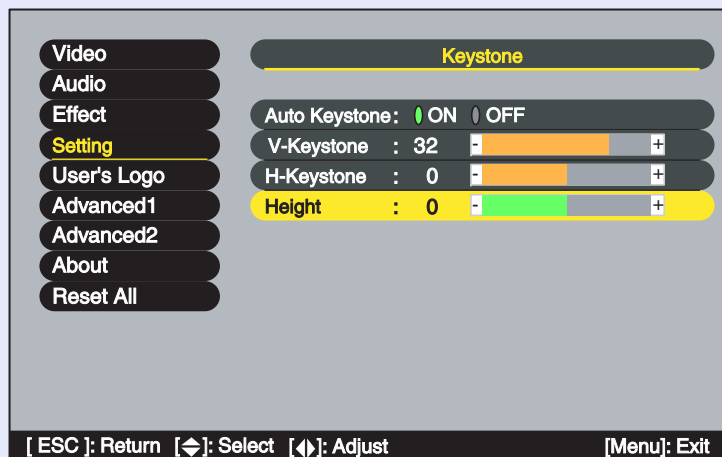 Video
Audio
Effect
Setting
User's Logo
Advanced1
Advanced2
About
Reset All
Keystone
Auto Keystone: ON OFF
V-Keystone : 32 - +
H-Keystone : 0 - +
Height : 0 - +
[ ESC ]: Return []: Select []: Adjust [Menu]: Exit